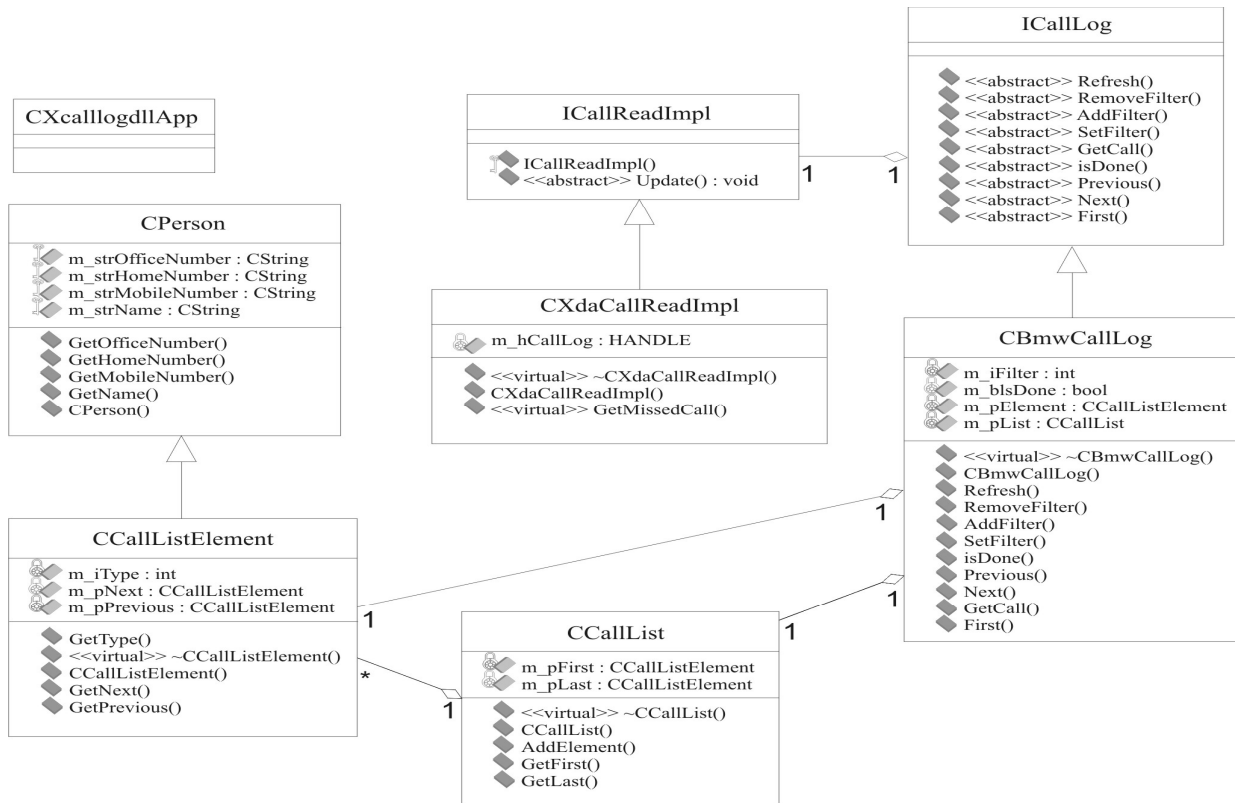 CXcalllogdllApp
CPerson
m_strOfficeNumber : CString
m_strHomeNumber : CString
m_strMobileNumber : CString
m_strName : CString
GetOfficeNumber()
GetHomeNumber()
GetMobileNumber()
GetName()
CPerson()
CCallListElement
m_iType : int
m_pNext : CCallListElement
m_pPrevious : CCallListElement
GetType()
<<virtual>> ~CCallListElement()
CCallListElement()
GetNext()
GetPrevious()
ICallReadImpl
ICallReadImpl()
<<abstract>> Update() : void
1
1
CXdaCallReadImpl
m_hCallLog : HANDLE
<<virtual>> ~CXdaCallReadImpl()
CXdaCallReadImpl()
<<virtual>> GetMissedCall()
ICallLog
<<abstract>> Refresh()
<<abstract>> RemoveFilter()
<<abstract>> AddFilter()
<<abstract>> SetFilter()
<<abstract>> GetCall()
<<abstract>> isDone()
<<abstract>> Previous()
<<abstract>> Next()
<<abstract>> First()
CBmwCallLog
m_iFilter : int
m_blsDone : bool
m_pElement : CCallListElement
m_pList : CCallList
<<virtual>> ~CBmwCallLog()
CBmwCallLog()
Refresh()
RemoveFilter()
AddFilter()
SetFilter()
isDone()
Previous()
Next()
GetCall()
First()
1
1
1
1
*
1
CCallList
m_pFirst : CCallListElement
m_pLast : CCallListElement
<<virtual>> ~CCallList()
CCallList()
AddElement()
GetFirst()
GetLast()